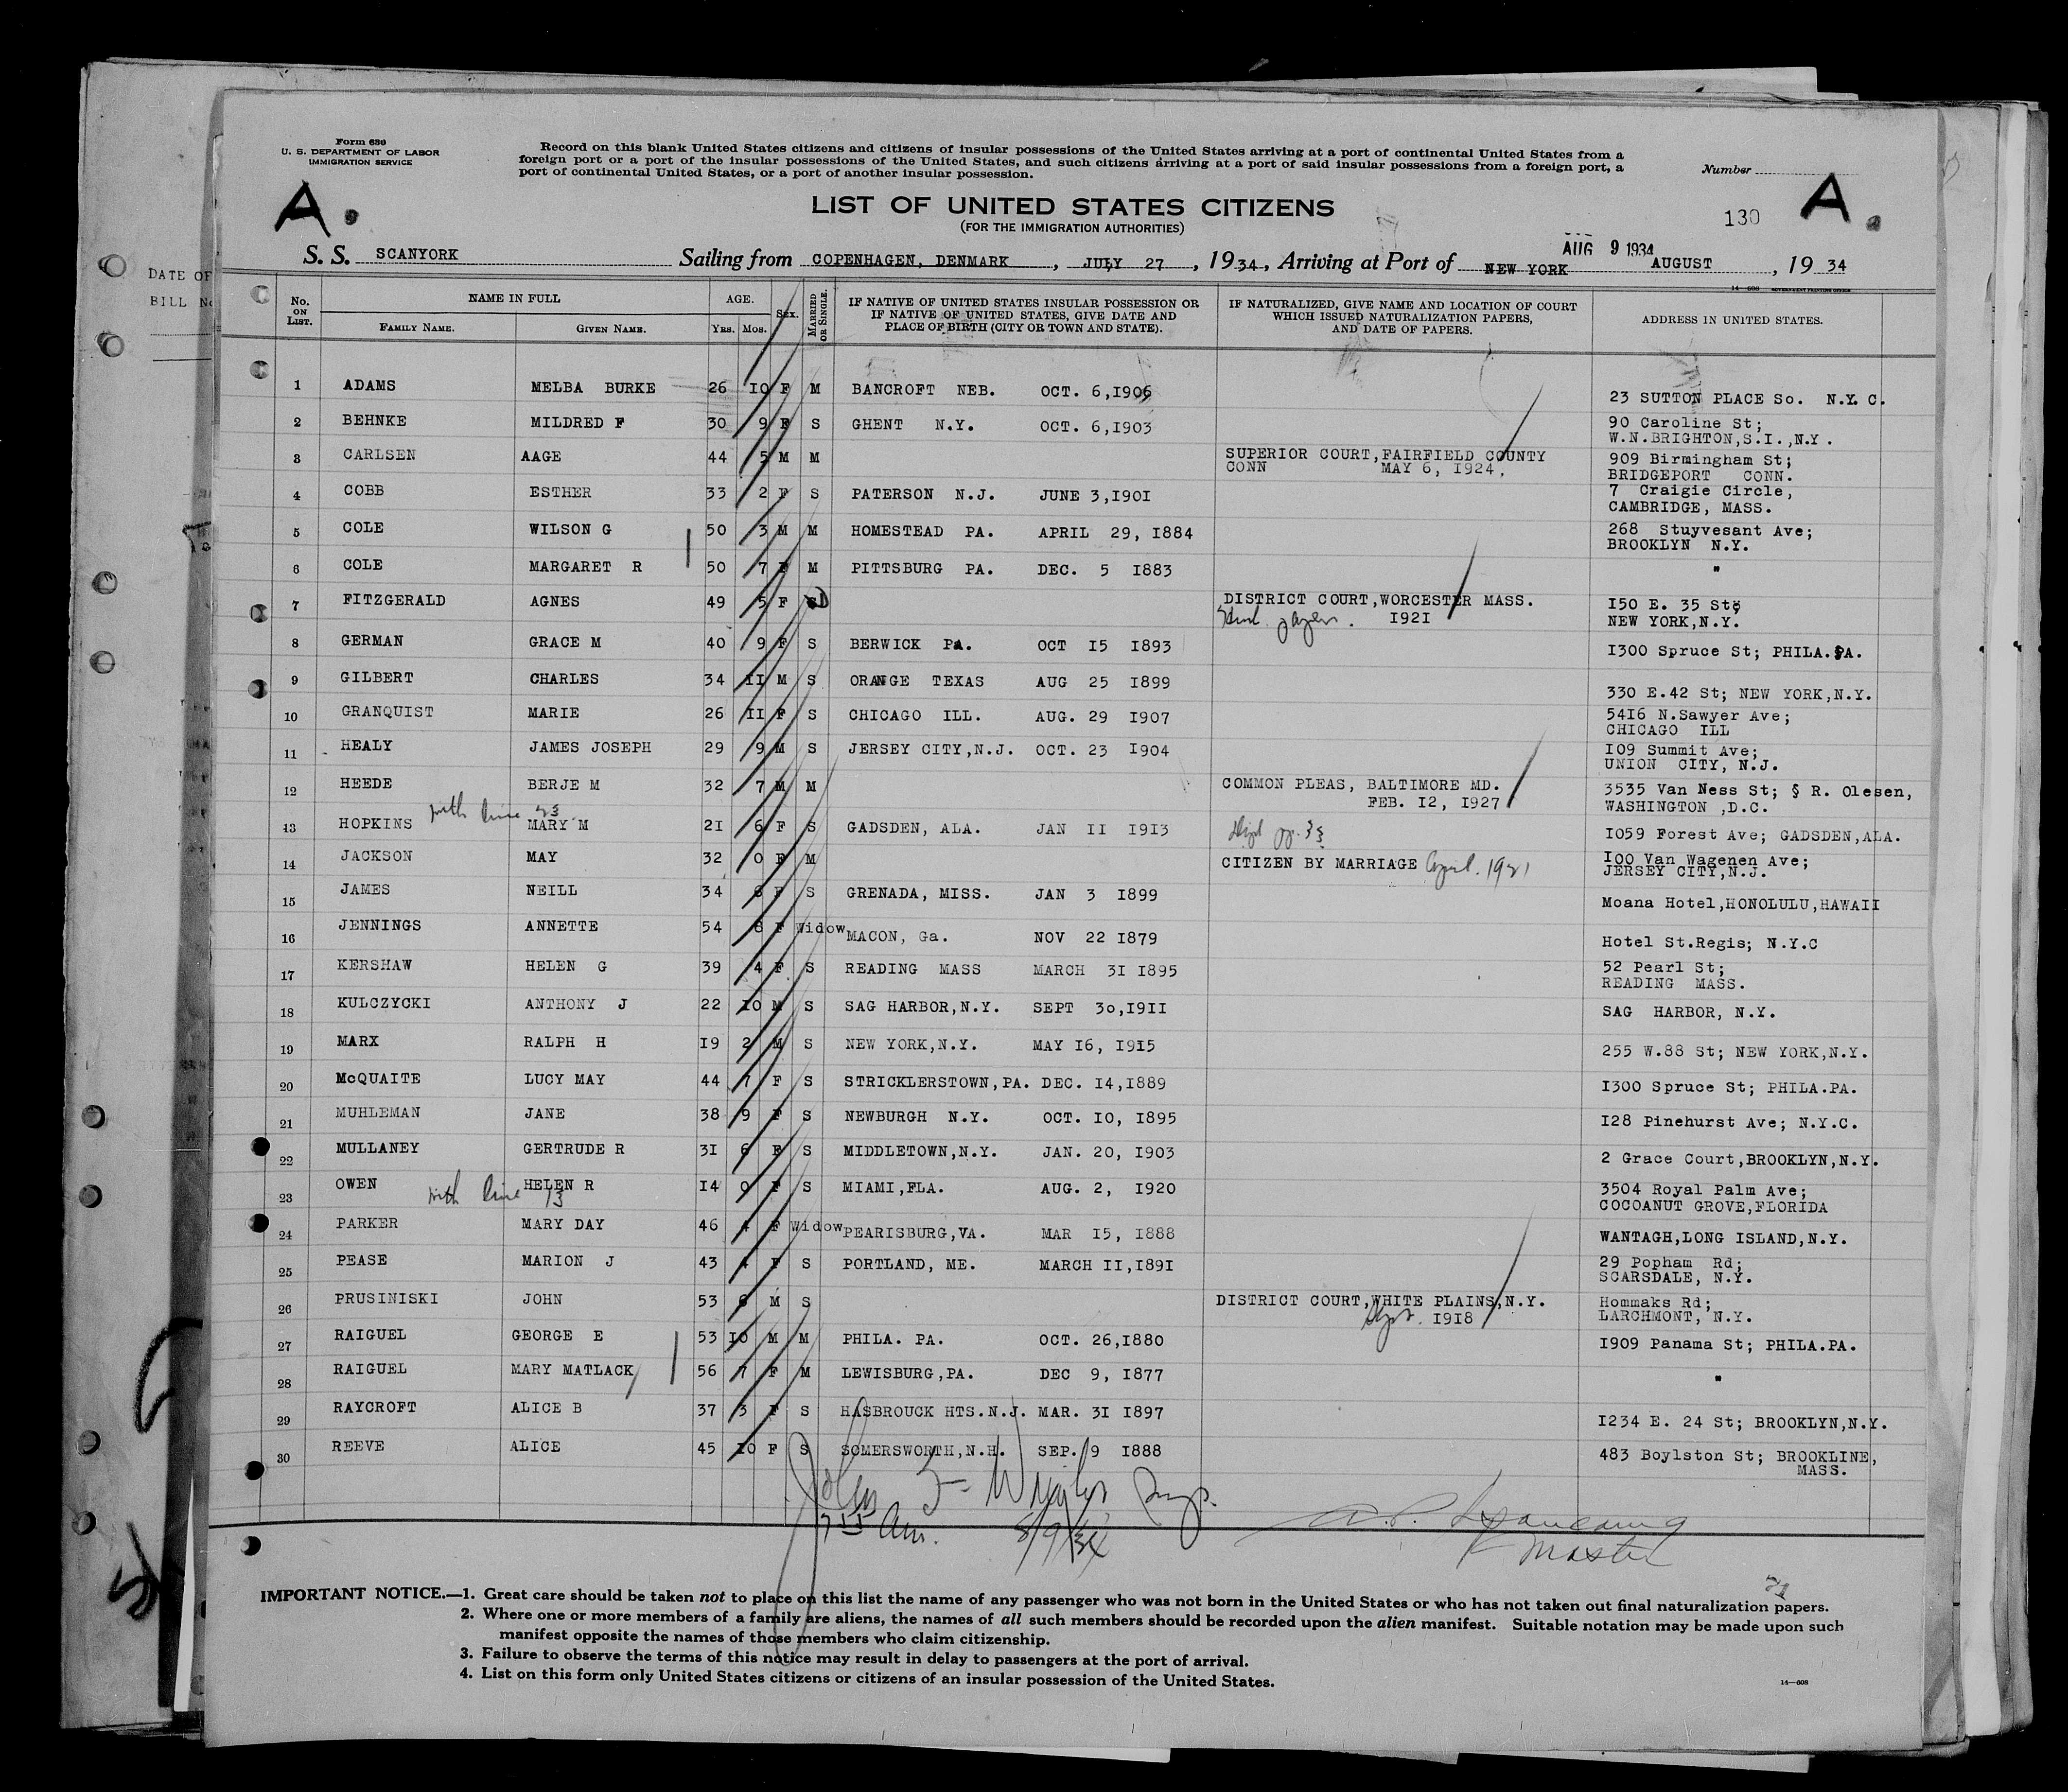 Form 630
U. S. DEPARTMENT OF LABOR
IMMIGRATION SERVICE
Record on this blank United States citizens and citizens of insular possessions of the United States arriving at a port of continental United States from a
foreign port or a port of the insular possessions of the United States, and such citizens arriving at a port of said insular possessions from a foreign port, a
port of continental United States, or a port of another insular possession.
Number
A.
A.
LIST OF UNITED STATES CITIZENS
(FOR THE IMMIGRATION AUTHORITIES)
130
AUG 9 1934
S. S. SCANYORK Sailing from COPENHAGEN, DENMARK, JULY 27, 1934, Arriving at Port of NEW YORK AUGUST, 19 34
DATE OF
BILL No
No. ON LIST. NAME IN FULL FAMILY NAME. GIVEN NAME. AGE. YRS. MOS. SEX. MARRIED OR SINGLE. IF NATIVE OF UNITED STATES INSULAR POSSESSION OR IF NATIVE OF UNITED STATES, GIVE DATE AND PLACE OF BIRTH (CITY OR TOWN AND STATE). IF NATURALIZED, GIVE NAME AND LOCATION OF COURT WHICH ISSUED NATURALIZATION PAPERS, AND DATE OF PAPERS. ADDRESS IN UNITED STATES.
1 ADAMS MELBA BURKE 26 10 F M BANCROFT NEB. OCT. 6,1906 23 SUTTON PLACE So. N.Y. C.
2 BEHNKE MILDRED F 30 9 F S GHENT N.Y. OCT. 6,1903 90 Caroline St;
W.N.BRIGHTON,S.I.,N.Y.
3 CARLSEN AAGE 44 5 M M SUPERIOR COURT,FAIRFIELD COUNTY 909 Birmingham St;
CONN MAY 6, 1924, BRIDGEPORT CONN.
4 COBB ESTHER 33 2 F S PATERSON N.J. JUNE 3,1901 7 Craigie Circle,
CAMBRIDGE, MASS.
5 COLE WILSON G 50 3 M M HOMESTEAD PA. APRIL 29, 1884 268 Stuyvesant Ave;
BROOKLYN N.Y.
6 COLE MARGARET R 50 7 F M PITTSBURG PA. DEC. 5 1883 "
7 FITZGERALD AGNES 49 5 F D DISTRICT COURT,WORCESTER MASS. 150 E. 35 St;
papers. 1921 NEW YORK,N.Y.
8 GERMAN GRACE M 40 9 F S BERWICK Pa. OCT 15 1893 1300 Spruce St; PHILA.PA.
9 GILBERT CHARLES 34 11 M S ORANGE TEXAS AUG 25 1899 330 E.42 St; NEW YORK,N.Y.
10 GRANQUIST MARIE 26 11 F S CHICAGO ILL. AUG. 29 1907 5416 N.Sawyer Ave;
CHICAGO ILL
11 HEALY JAMES JOSEPH 29 9 M S JERSEY CITY,N.J. OCT. 23 1904 109 Summit Ave;
UNION CITY, N.J.
12 HEEDE BERJE M 32 7 M M COMMON PLEAS, BALTIMORE MD. 3535 Van Ness St; § R. Olesen,
FEB. 12, 1927 WASHINGTON ,D.C.
with line 23
13 HOPKINS MARY M 21 6 F S GADSDEN, ALA. JAN 11 1913 1059 Forest Ave; GADSDEN,ALA.
14 JACKSON MAY 32 0 F M CITIZEN BY MARRIAGE April. 1921 100 Van Wagenen Ave;
JERSEY CITY,N.J.
15 JAMES NEILL 34 6 F S GRENADA, MISS. JAN 3 1899 Moana Hotel,HONOLULU,HAWAII
16 JENNINGS ANNETTE 54 8 F Widow MACON, Ga. NOV 22 1879 Hotel St.Regis; N.Y.C
17 KERSHAW HELEN G 39 4 F S READING MASS MARCH 31 1895 52 Pearl St;
READING MASS.
18 KULCZYCKI ANTHONY J 22 10 M S SAG HARBOR,N.Y. SEPT 30,1911 SAG HARBOR, N.Y.
19 MARX RALPH H 19 2 M S NEW YORK,N.Y. MAY 16, 1915 255 W.88 St; NEW YORK,N.Y.
20 McQUAITE LUCY MAY 44 7 F S STRICKLERSTOWN,PA. DEC. 14,1889 1300 Spruce St; PHILA.PA.
21 MUHLEMAN JANE 38 9 F S NEWBURGH N.Y. OCT. 10, 1895 128 Pinehurst Ave; N.Y.C.
22 MULLANEY GERTRUDE R 31 6 F S MIDDLETOWN,N.Y. JAN. 20, 1903 2 Grace Court,BROOKLYN,N.Y.
23 OWEN HELEN R 14 0 F S MIAMI,FLA. AUG. 2, 1920 3504 Royal Palm Ave;
with line 13 COCOANUT GROVE,FLORIDA
24 PARKER MARY DAY 46 4 F Widow PEARISBURG,VA. MAR 15, 1888 WANTAGH,LONG ISLAND,N.Y.
25 PEASE MARION J 43 4 F S PORTLAND, ME. MARCH 11,1891 29 Popham Rd;
SCARSDALE, N.Y.
26 PRUSINISKI JOHN 53 6 M S DISTRICT COURT,WHITE PLAINS,N.Y. Hommaks Rd;
1918 LARCHMONT, N.Y.
27 RAIGUEL GEORGE E 53 10 M M PHILA. PA. OCT. 26,1880 1909 Panama St; PHILA.PA.
28 RAIGUEL MARY MATLACK 56 7 F M LEWISBURG,PA. DEC 9, 1877 "
29 RAYCROFT ALICE B 37 3 F S HASBROUCK HTS.N.J. MAR. 31 1897 1234 E. 24 St; BROOKLYN,N.Y.
30 REEVE ALICE 45 10 F S SOMERSWORTH,N.H. SEP. 9 1888 483 Boylston St; BROOKLINE,
MASS.
8/9/34
Master
IMPORTANT NOTICE.—1. Great care should be taken not to place on this list the name of any passenger who was not born in the United States or who has not taken out final naturalization papers.
2. Where one or more members of a family are aliens, the names of all such members should be recorded upon the alien manifest. Suitable notation may be made upon such
manifest opposite the names of those members who claim citizenship.
3. Failure to observe the terms of this notice may result in delay to passengers at the port of arrival.
4. List on this form only United States citizens or citizens of an insular possession of the United States.
14—608